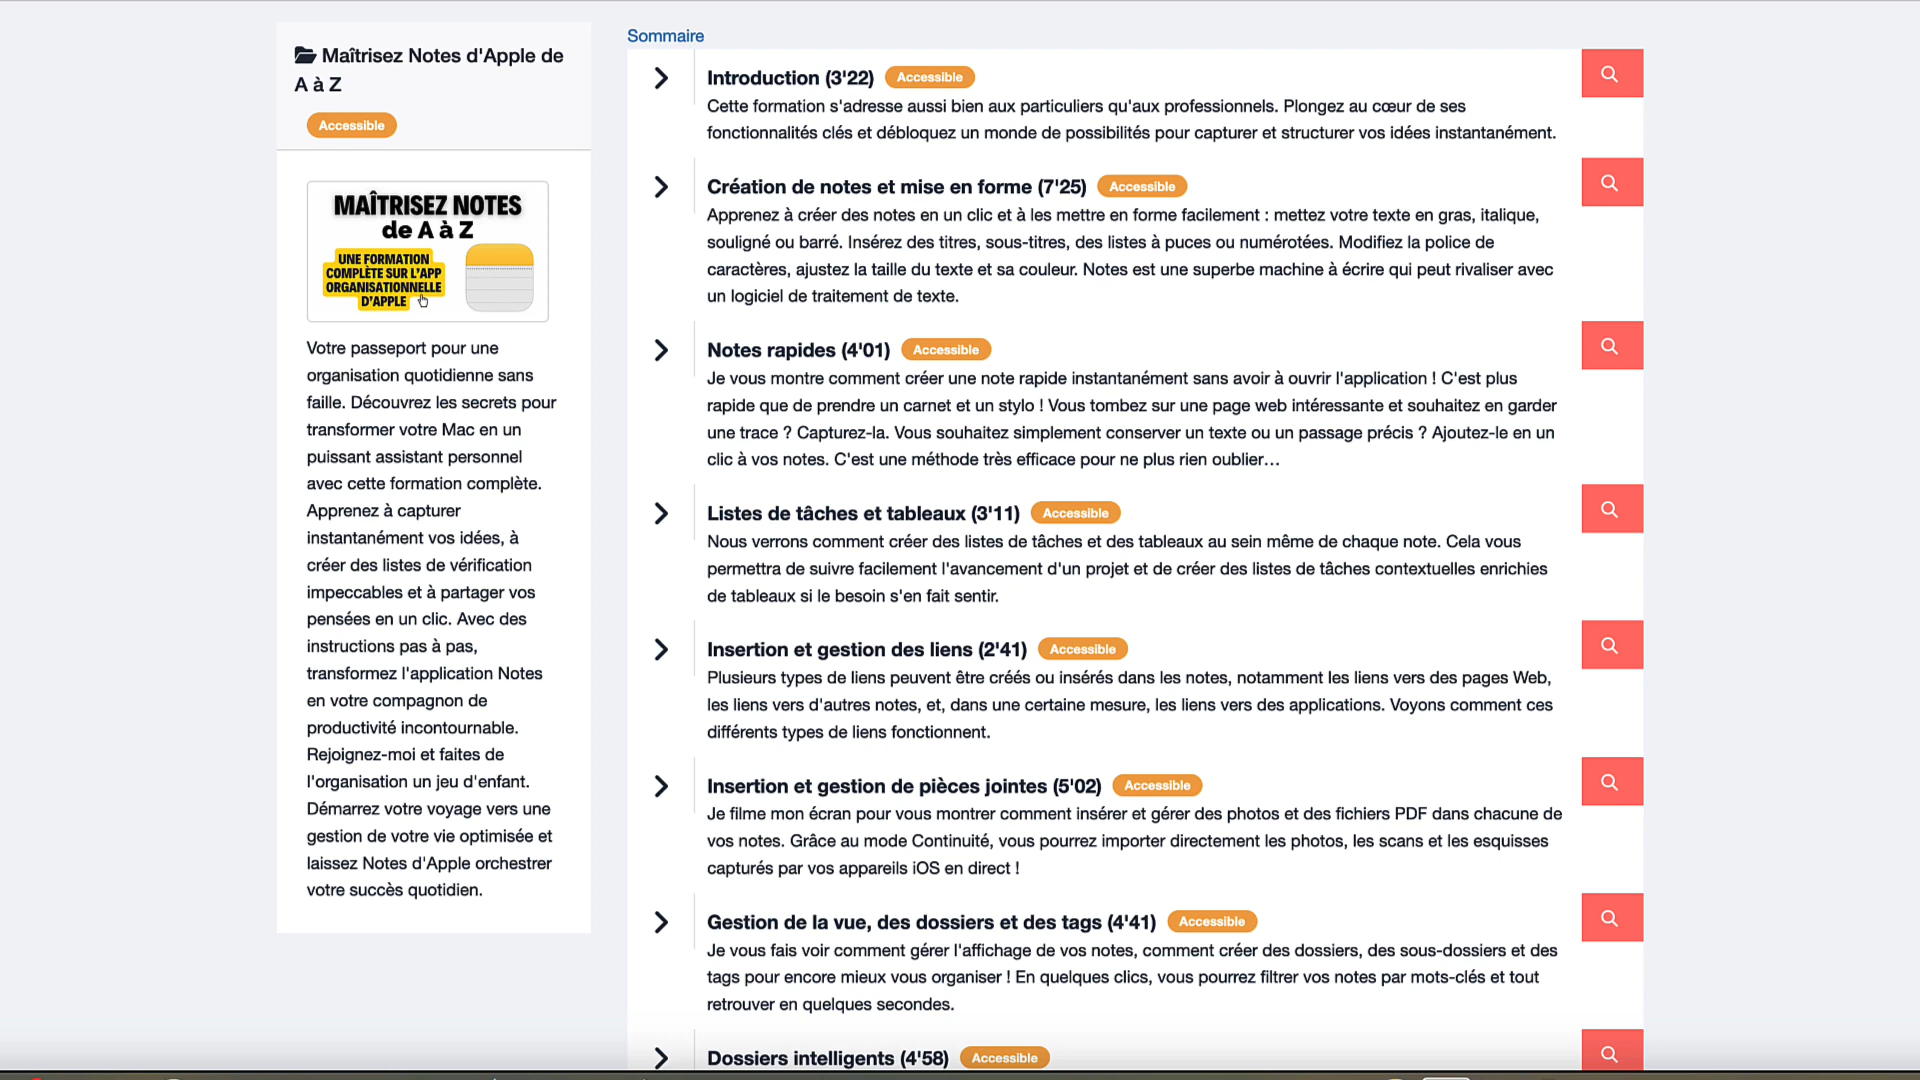 Maîtrisez Notes d'Apple de
A à Z
Accessible
MAÎTRISEZ NOTES
de A à Z
UNE FORMATION
COMPLÈTE SUR L'APP
ORGANISATIONNELLE
D'APPLE
Votre passeport pour une
organisation quotidienne sans
faille. Découvrez les secrets pour
transformer votre Mac en un
puissant assistant personnel
avec cette formation complète.
Apprenez à capturer
instantanément vos idées, à
créer des listes de vérification
impeccables et à partager vos
pensées en un clic. Avec des
instructions pas à pas,
transformez l'application Notes
en votre compagnon de
productivité incontournable.
Rejoignez-moi et faites de
l'organisation un jeu d'enfant.
Démarrez votre voyage vers une
gestion de votre vie optimisée et
laissez Notes d'Apple orchestrer
votre succès quotidien.
Sommaire
Introduction (3'22) Accessible
Cette formation s'adresse aussi bien aux particuliers qu'aux professionnels. Plongez au cœur de ses
fonctionnalités clés et débloquez un monde de possibilités pour capturer et structurer vos idées instantanément.
Création de notes et mise en forme (7'25) Accessible
Apprenez à créer des notes en un clic et à les mettre en forme facilement : mettez votre texte en gras, italique,
souligné ou barré. Insérez des titres, sous-titres, des listes à puces ou numérotées. Modifiez la police de
caractères, ajustez la taille du texte et sa couleur. Notes est une superbe machine à écrire qui peut rivaliser avec
un logiciel de traitement de texte.
Notes rapides (4'01) Accessible
Je vous montre comment créer une note rapide instantanément sans avoir à ouvrir l'application ! C'est plus
rapide que de prendre un carnet et un stylo ! Vous tombez sur une page web intéressante et souhaitez en garder
une trace ? Capturez-la. Vous souhaitez simplement conserver un texte ou un passage précis ? Ajoutez-le en un
clic à vos notes. C'est une méthode très efficace pour ne plus rien oublier…
Listes de tâches et tableaux (3'11) Accessible
Nous verrons comment créer des listes de tâches et des tableaux au sein même de chaque note. Cela vous
permettra de suivre facilement l'avancement d'un projet et de créer des listes de tâches contextuelles enrichies
de tableaux si le besoin s'en fait sentir.
Insertion et gestion des liens (2'41) Accessible
Plusieurs types de liens peuvent être créés ou insérés dans les notes, notamment les liens vers des pages Web,
les liens vers d'autres notes, et, dans une certaine mesure, les liens vers des applications. Voyons comment ces
différents types de liens fonctionnent.
Insertion et gestion de pièces jointes (5'02) Accessible
Je filme mon écran pour vous montrer comment insérer et gérer des photos et des fichiers PDF dans chacune de
vos notes. Grâce au mode Continuité, vous pourrez importer directement les photos, les scans et les esquisses
capturés par vos appareils iOS en direct !
Gestion de la vue, des dossiers et des tags (4'41) Accessible
Je vous fais voir comment gérer l'affichage de vos notes, comment créer des dossiers, des sous-dossiers et des
tags pour encore mieux vous organiser ! En quelques clics, vous pourrez filtrer vos notes par mots-clés et tout
retrouver en quelques secondes.
Dossiers intelligents (4'58) Accessible